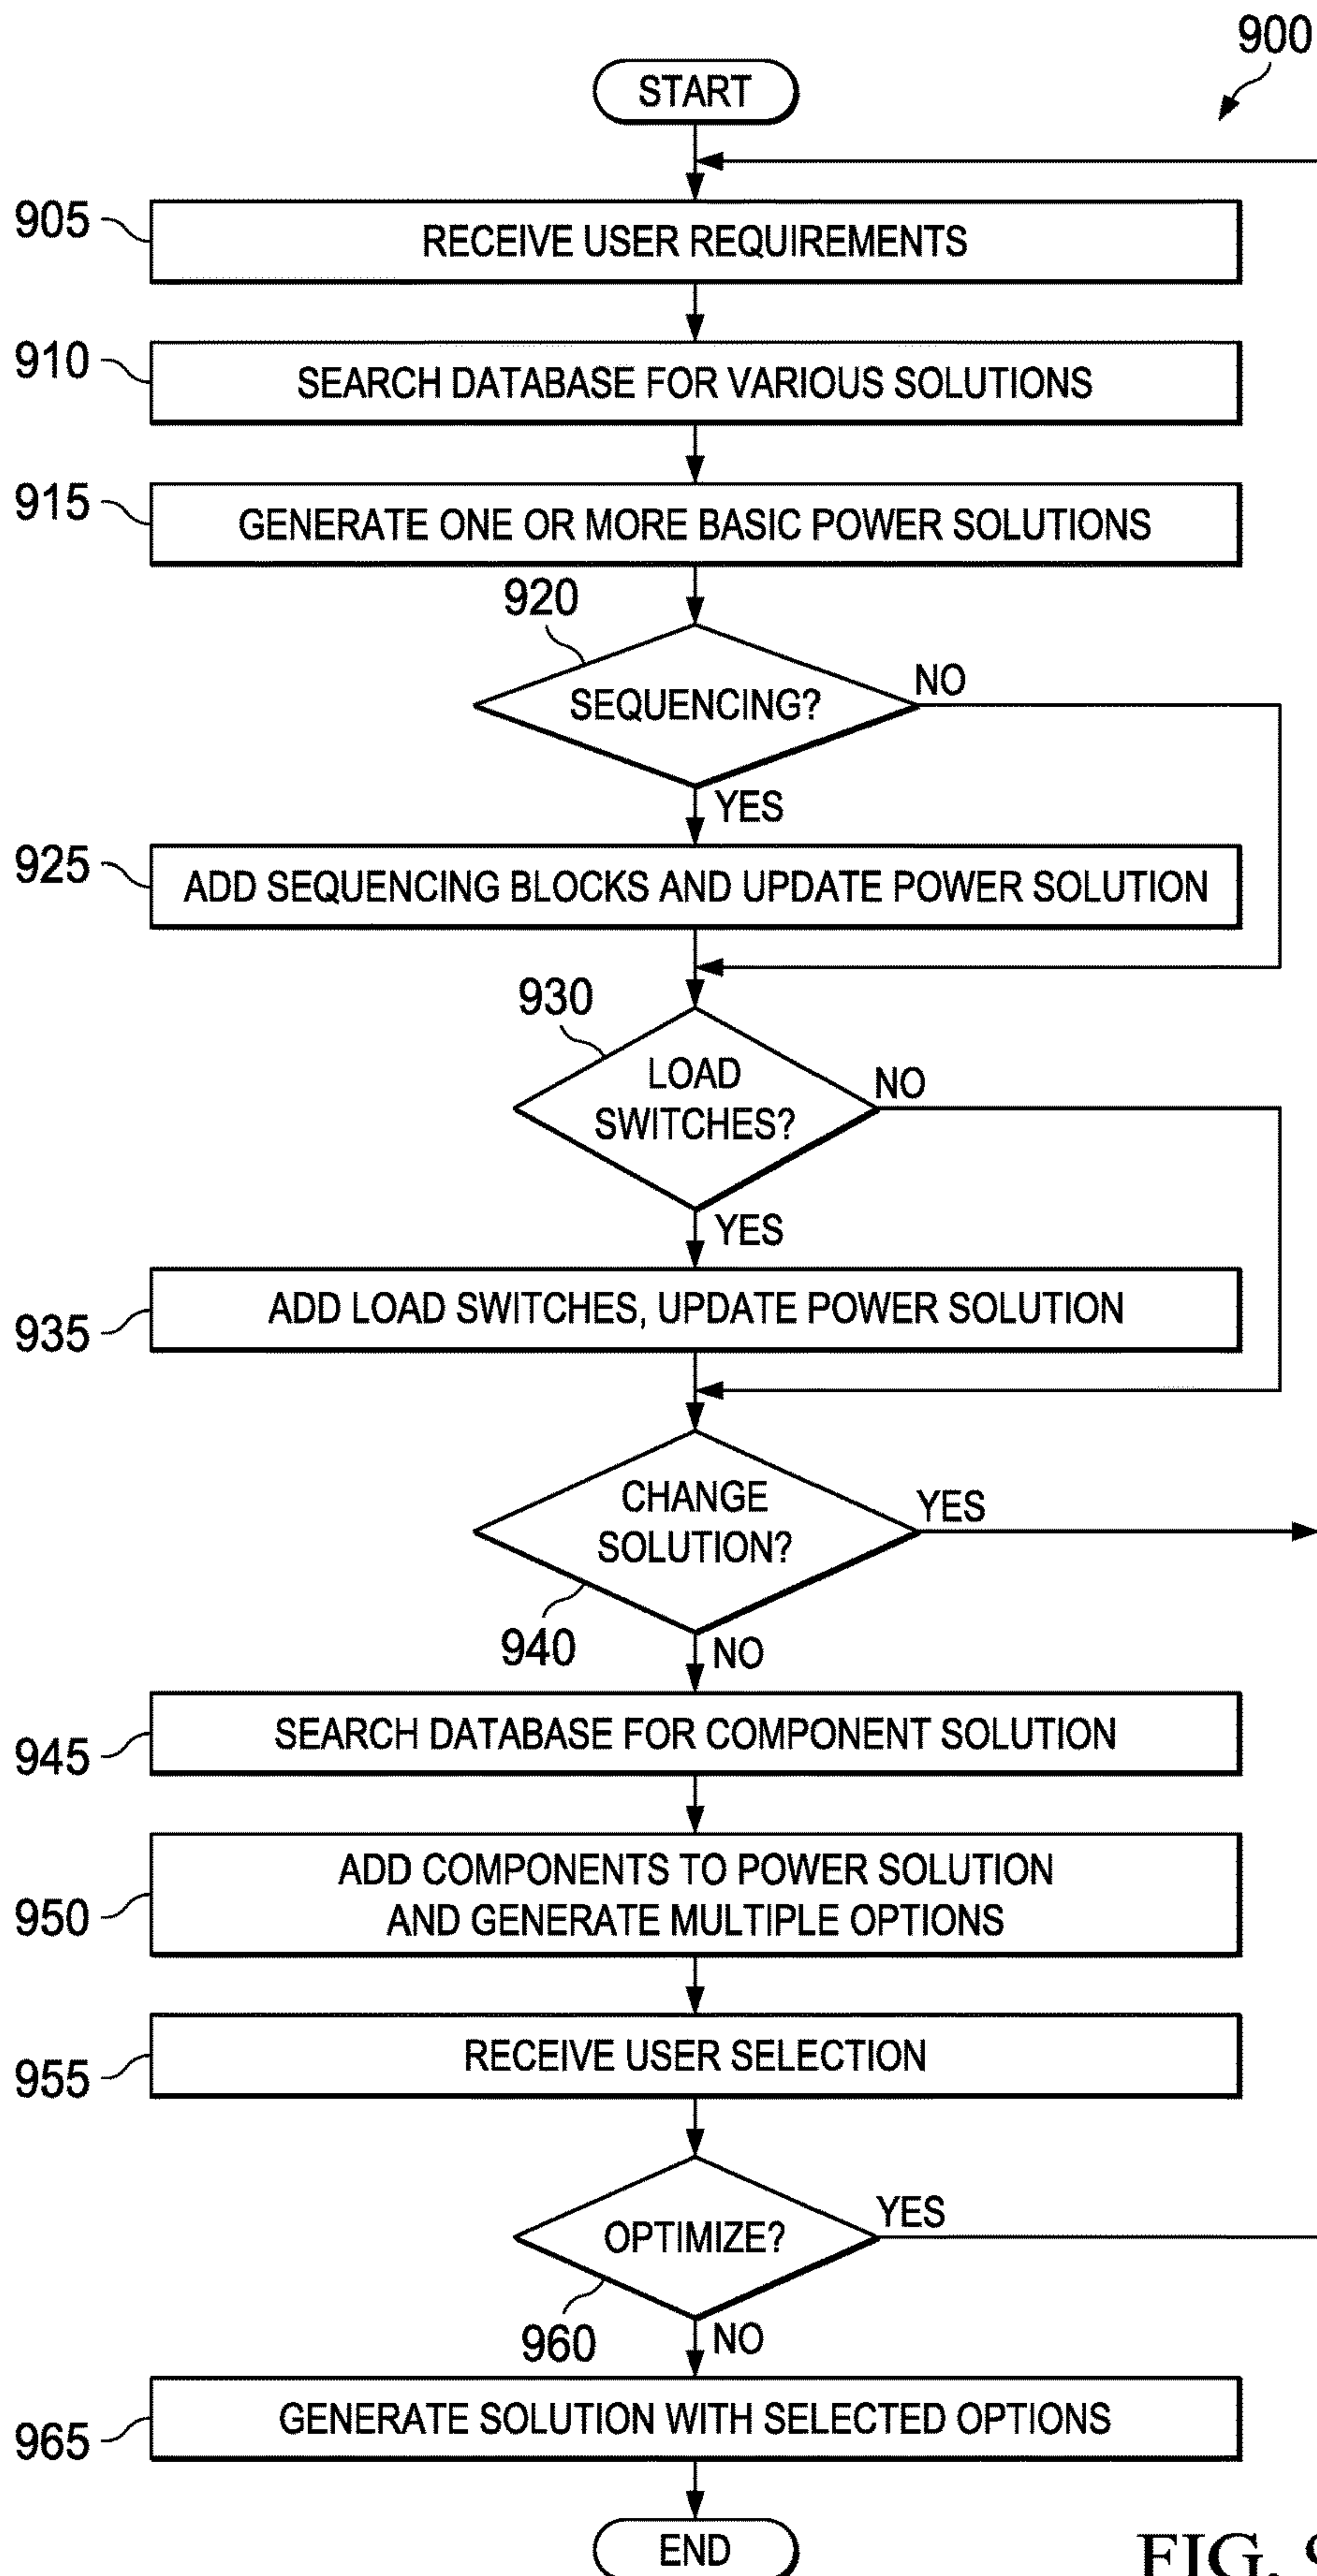 900
START
905
RECEIVE USER REQUIREMENTS
910
SEARCH DATABASE FOR VARIOUS SOLUTIONS
915
GENERATE ONE OR MORE BASIC POWER SOLUTIONS
920
SEQUENCING?
NO
YES
925
ADD SEQUENCING BLOCKS AND UPDATE POWER SOLUTION
930
LOAD
SWITCHES?
NO
YES
935
ADD LOAD SWITCHES, UPDATE POWER SOLUTION
CHANGE
SOLUTION?
YES
940
NO
945
SEARCH DATABASE FOR COMPONENT SOLUTION
950
ADD COMPONENTS TO POWER SOLUTION
AND GENERATE MULTIPLE OPTIONS
955
RECEIVE USER SELECTION
OPTIMIZE?
YES
960
NO
965
GENERATE SOLUTION WITH SELECTED OPTIONS
END
FIG. 9